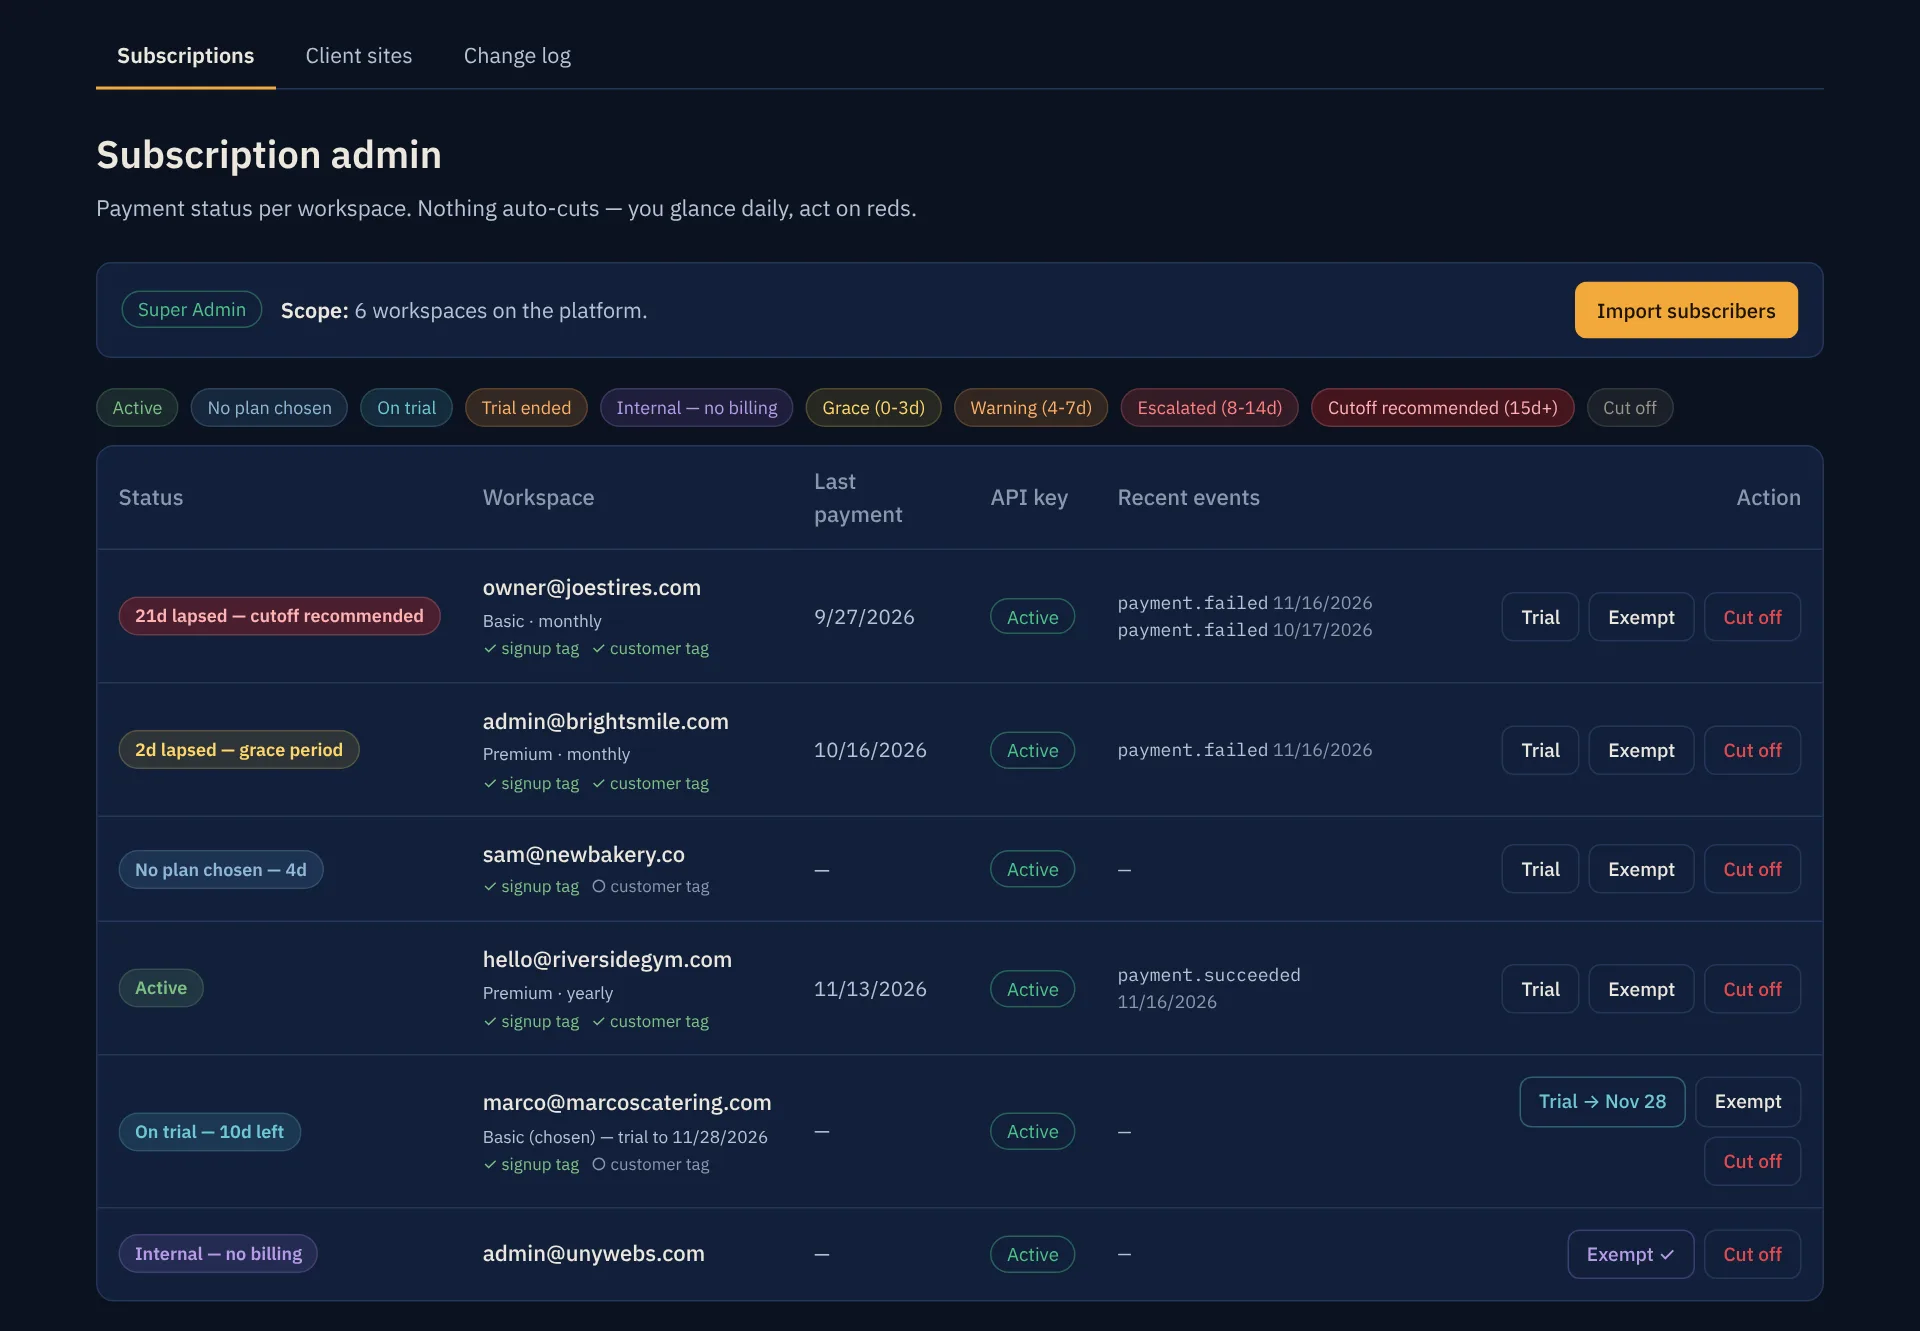 Subscriptions Client sites Change log
Subscription admin
Payment status per workspace. Nothing auto-cuts — you glance daily, act on reds.
Super Admin Scope: 6 workspaces on the platform. Import subscribers
Active No plan chosen On trial Trial ended Internal — no billing Grace (0-3d) Warning (4-7d) Escalated (8-14d) Cutoff recommended (15d+) Cut off
Status Workspace Last payment API key Recent events Action
21d lapsed — cutoff recommended
owner@joestires.com
Basic · monthly
✓ signup tag ✓ customer tag
9/27/2026
Active
payment.failed 11/16/2026
payment.failed 10/17/2026
Trial Exempt Cut off
2d lapsed — grace period
admin@brightsmile.com
Premium · monthly
✓ signup tag ✓ customer tag
10/16/2026
Active
payment.failed 11/16/2026
Trial Exempt Cut off
No plan chosen — 4d
sam@newbakery.co
✓ signup tag ○ customer tag
—
Active
—
Trial Exempt Cut off
Active
hello@riversidegym.com
Premium · yearly
✓ signup tag ✓ customer tag
11/13/2026
Active
payment.succeeded
11/16/2026
Trial Exempt Cut off
On trial — 10d left
marco@marcoscatering.com
Basic (chosen) — trial to 11/28/2026
✓ signup tag ○ customer tag
—
Active
—
Trial → Nov 28 Exempt
Cut off
Internal — no billing
admin@unywebs.com
—
Active
—
Exempt ✓ Cut off